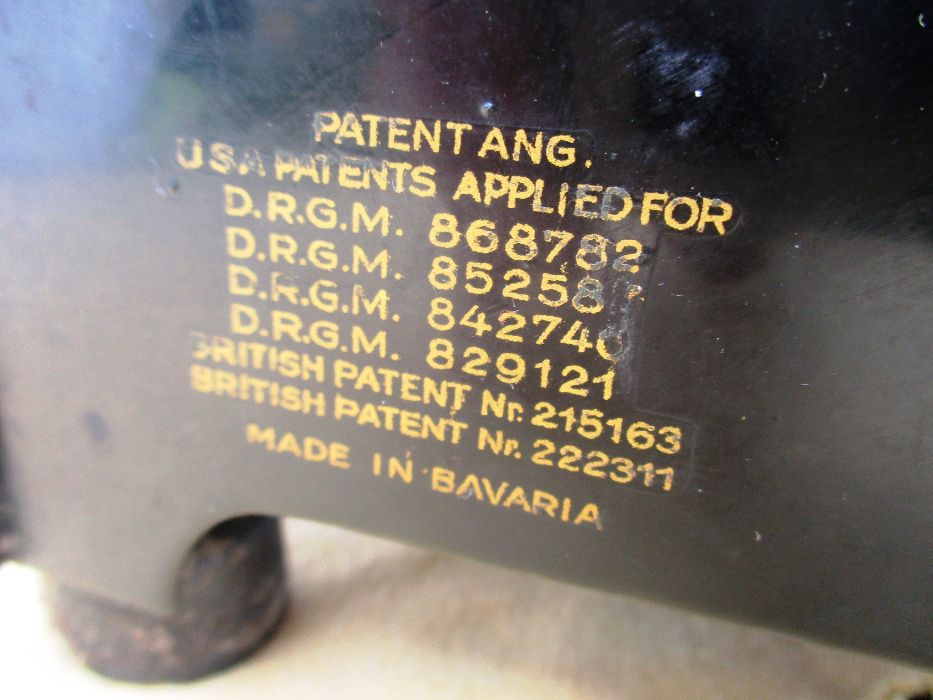 PATENT ANG.
USA PATENTS APPLIED FOR
D.R.G.M. 868782
D.R.G.M.
D.R.G.M. 842740
D.R.G.M. 829121
BRITISH PATENT Nr. 215163
BRITISH PATENT Nr. 222311
MADE IN BAVARIA